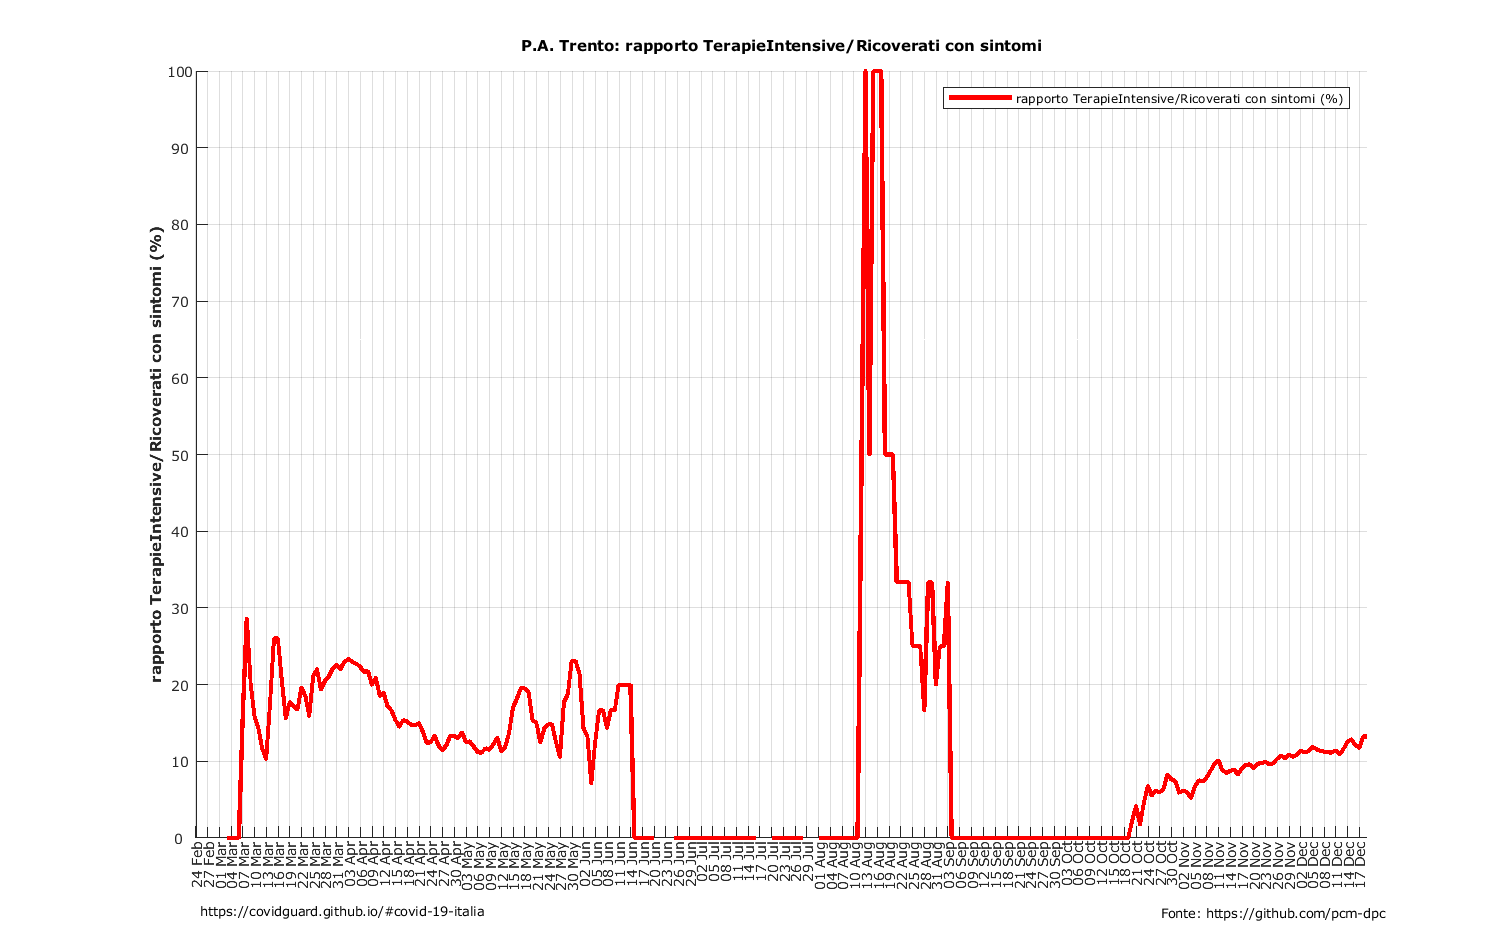 P.A. Trento: rapporto TerapieIntensive/Ricoverati con sintomi
rapporto TerapieIntensive/Ricoverati con sintomi (%)
rapporto TerapieIntensive/Ricoverati con sintomi (%)
100
90
80
70
60
50
40
30
20
10
0
24 Feb
27 Feb
01 Mar
04 Mar
07 Mar
10 Mar
13 Mar
16 Mar
19 Mar
22 Mar
25 Mar
28 Mar
31 Mar
03 Apr
06 Apr
09 Apr
12 Apr
15 Apr
18 Apr
21 Apr
24 Apr
27 Apr
30 Apr
03 May
06 May
09 May
12 May
15 May
18 May
21 May
24 May
27 May
30 May
02 Jun
05 Jun
08 Jun
11 Jun
14 Jun
17 Jun
20 Jun
23 Jun
26 Jun
29 Jun
02 Jul
05 Jul
08 Jul
11 Jul
14 Jul
17 Jul
20 Jul
23 Jul
26 Jul
29 Jul
01 Aug
04 Aug
07 Aug
10 Aug
13 Aug
16 Aug
19 Aug
22 Aug
25 Aug
28 Aug
31 Aug
03 Sep
06 Sep
09 Sep
12 Sep
15 Sep
18 Sep
21 Sep
24 Sep
27 Sep
30 Sep
03 Oct
06 Oct
09 Oct
12 Oct
15 Oct
18 Oct
21 Oct
24 Oct
27 Oct
30 Oct
02 Nov
05 Nov
08 Nov
11 Nov
14 Nov
17 Nov
20 Nov
23 Nov
26 Nov
29 Nov
02 Dec
05 Dec
08 Dec
11 Dec
14 Dec
17 Dec
https://covidguard.github.io/#covid-19-italia
Fonte: https://github.com/pcm-dpc